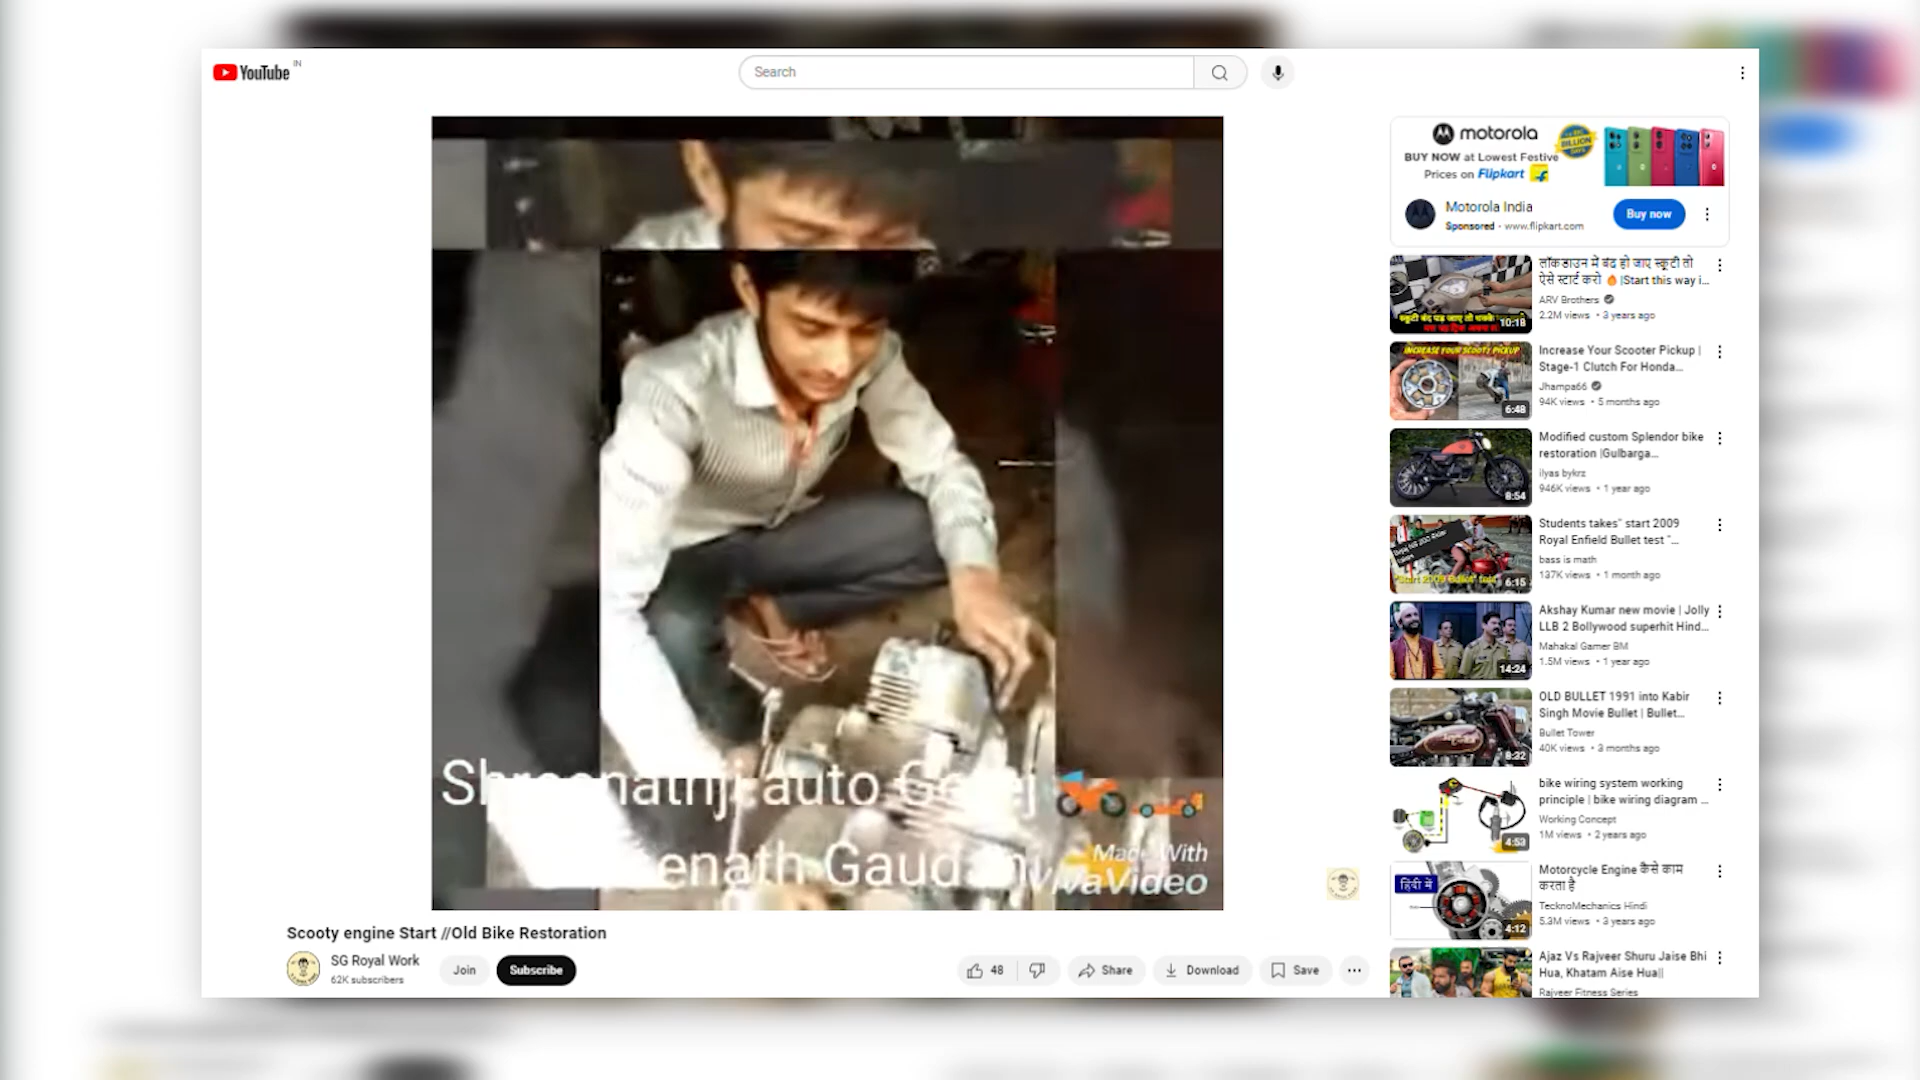 YouTube IN
Search
motorola
BUY NOW at Lowest Festive
Prices on Flipkart
BIG BILLION DAYS
Motorola India
Sponsored · www.flipkart.com
Buy now
लॉकडाउन में बंद हो जाए स्कूटी तो
ऐसे स्टार्ट करो 🔥 |Start this way i...
ARV Brothers
2.2M views • 3 years ago
10:18
INCREASE YOUR SCOOTY PICKUP
Increase Your Scooter Pickup |
Stage-1 Clutch For Honda...
Jhampa66
94K views • 5 months ago
6:48
Modified custom Splendor bike
restoration |Gulbarga...
ilyas bykrz
946K views • 1 year ago
8:54
Students takes" start 2009
Royal Enfield Bullet test "...
bass is math
137K views • 1 month ago
6:15
Akshay Kumar new movie | Jolly
LLB 2 Bollywood superhit Hind...
Mahakal Gamer BM
1.5M views • 1 year ago
14:24
OLD BULLET 1991 into Kabir
Singh Movie Bullet | Bullet...
Bullet Tower
40K views • 3 months ago
8:32
bike wiring system working
principle | bike wiring diagram ...
Working Concept
1M views • 2 years ago
4:53
हिंदी में
Motorcycle Engine कैसे काम
करता है
TecknoMechanics Hindi
5.3M views • 3 years ago
4:12
Ajaz Vs Rajveer Shuru Jaise Bhi
Hua, Khatam Aise Hua||
Rajveer Fitness Series
auto
Made With
VivaVideo
Scooty engine Start //Old Bike Restoration
SG Royal Work
62K subscribers
Join
Subscribe
48
Share
Download
Save